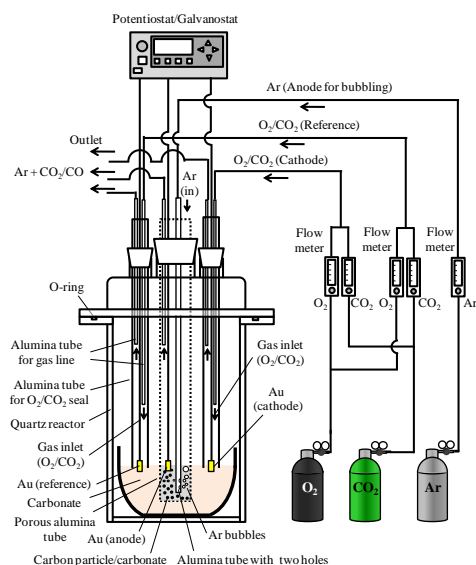 Potentiostat/Galvanostat
Ar (Anode for bubbling)
O2/CO2 (Reference)
Outlet
O2/CO2 (Cathode)
Ar + CO2/CO
Ar
(in)
Flow
meter
Flow
meter
Flow
meter
O2
CO2
O2
CO2
Ar
O-ring
Alumina tube
for gas line
Gas inlet
(O2/CO2)
Alumina tube
for O2/CO2 seal
Quartz reactor
Au
(cathode)
Gas inlet
(O2/CO2)
Au (reference)
Carbonate
Porous alumina
tube
O2
CO2
Ar
Au (anode)
Ar bubbles
Carbon particle/carbonate
Alumina tube with two holes